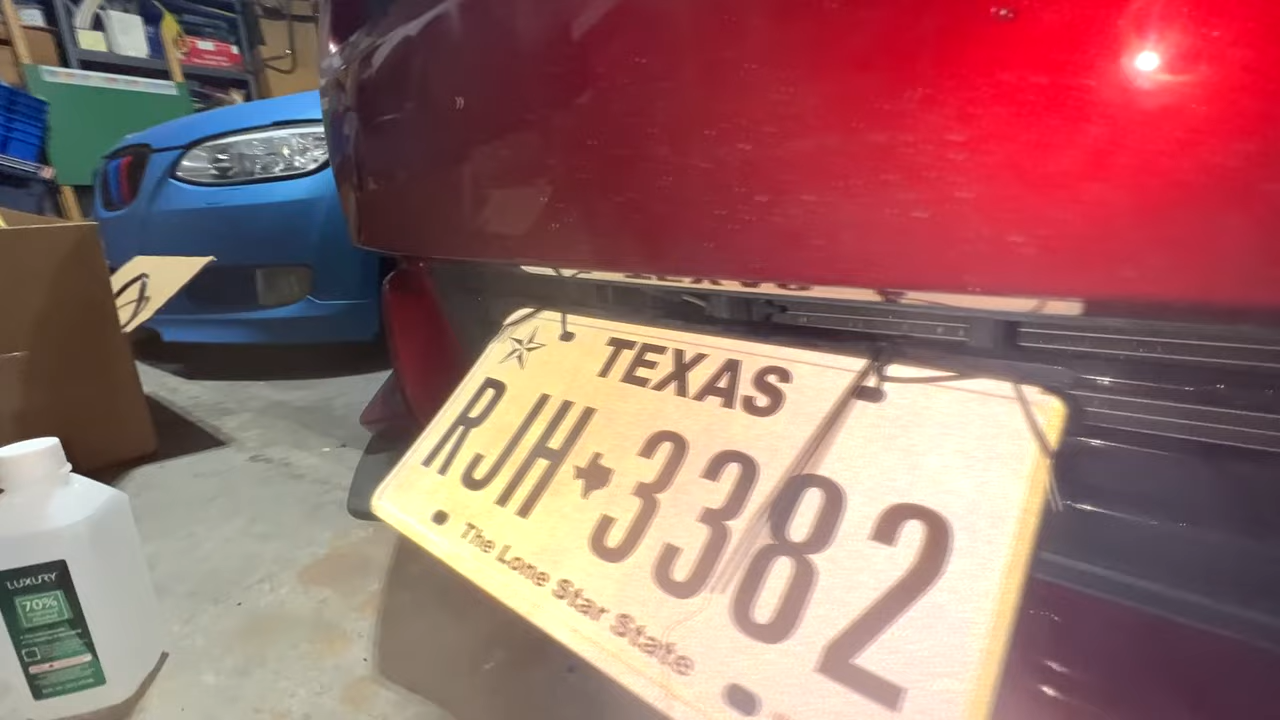 TEXAS
RJH 3382
The Lone Star State
LUXURY
70%